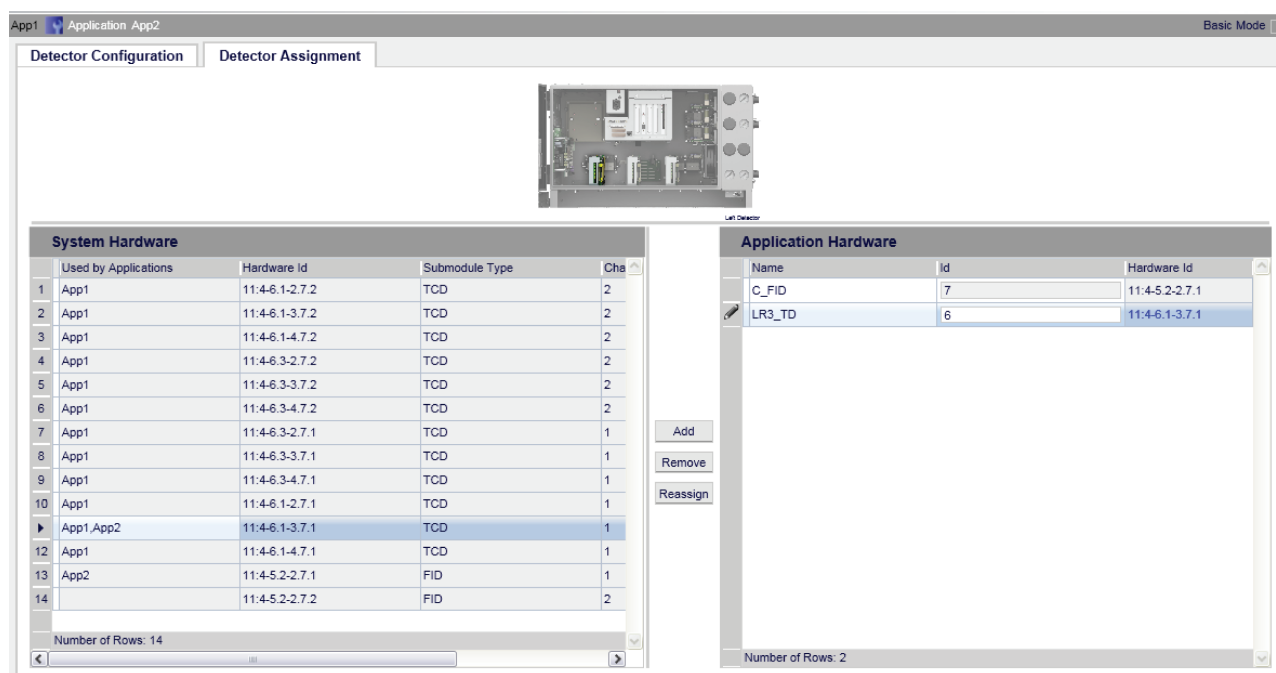 App1 Application App2 Basic Mode
Detector Configuration Detector Assignment
Left Detector
System Hardware
Used by Applications Hardware Id Submodule Type Cha
1 App1 11:4-6.1-2.7.2 TCD 2
2 App1 11:4-6.1-3.7.2 TCD 2
3 App1 11:4-6.1-4.7.2 TCD 2
4 App1 11:4-6.3-2.7.2 TCD 2
5 App1 11:4-6.3-3.7.2 TCD 2
6 App1 11:4-6.3-4.7.2 TCD 2
7 App1 11:4-6.3-2.7.1 TCD 1
8 App1 11:4-6.3-3.7.1 TCD 1
9 App1 11:4-6.3-4.7.1 TCD 1
10 App1 11:4-6.1-2.7.1 TCD 1
App1,App2 11:4-6.1-3.7.1 TCD 1
12 App1 11:4-6.1-4.7.1 TCD 1
13 App2 11:4-5.2-2.7.1 FID 1
14 11:4-5.2-2.7.2 FID 2
Number of Rows: 14
Add
Remove
Reassign
Application Hardware
Name Id Hardware Id
C_FID 7 11:4-5.2-2.7.1
LR3_TD 6 11:4-6.1-3.7.1
Number of Rows: 2